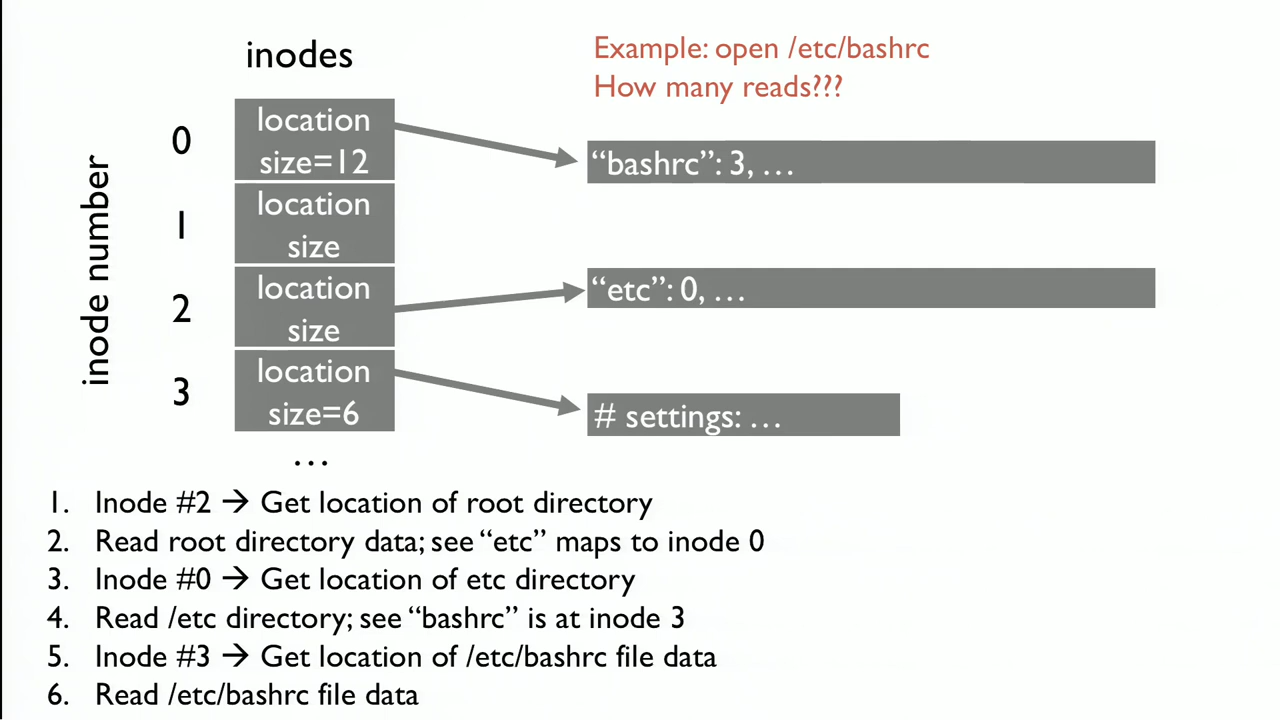 inodes
Example: open /etc/bashrc
How many reads???
inode number
0
location
size=12
“bashrc”: 3, …
1
location
size
2
location
size
“etc”: 0, …
3
location
size=6
# settings: …
…
1. Inode #2 → Get location of root directory
2. Read root directory data; see “etc” maps to inode 0
3. Inode #0 → Get location of etc directory
4. Read /etc directory; see “bashrc” is at inode 3
5. Inode #3 → Get location of /etc/bashrc file data
6. Read /etc/bashrc file data